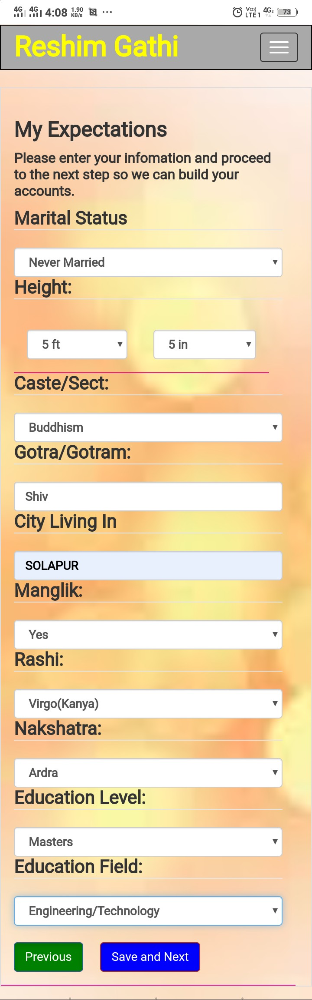 4G 4G 4:08 1.90 KB/s S ... Vo)) LTE1 4G2 73
Reshim Gathi
My Expectations
Please enter your infomation and proceed
to the next step so we can build your
accounts.
Marital Status
Never Married
Height:
5 ft 5 in
Caste/Sect:
Buddhism
Gotra/Gotram:
Shiv
City Living In
SOLAPUR
Manglik:
Yes
Rashi:
Virgo(Kanya)
Nakshatra:
Ardra
Education Level:
Masters
Education Field:
Engineering/Technology
Previous Save and Next